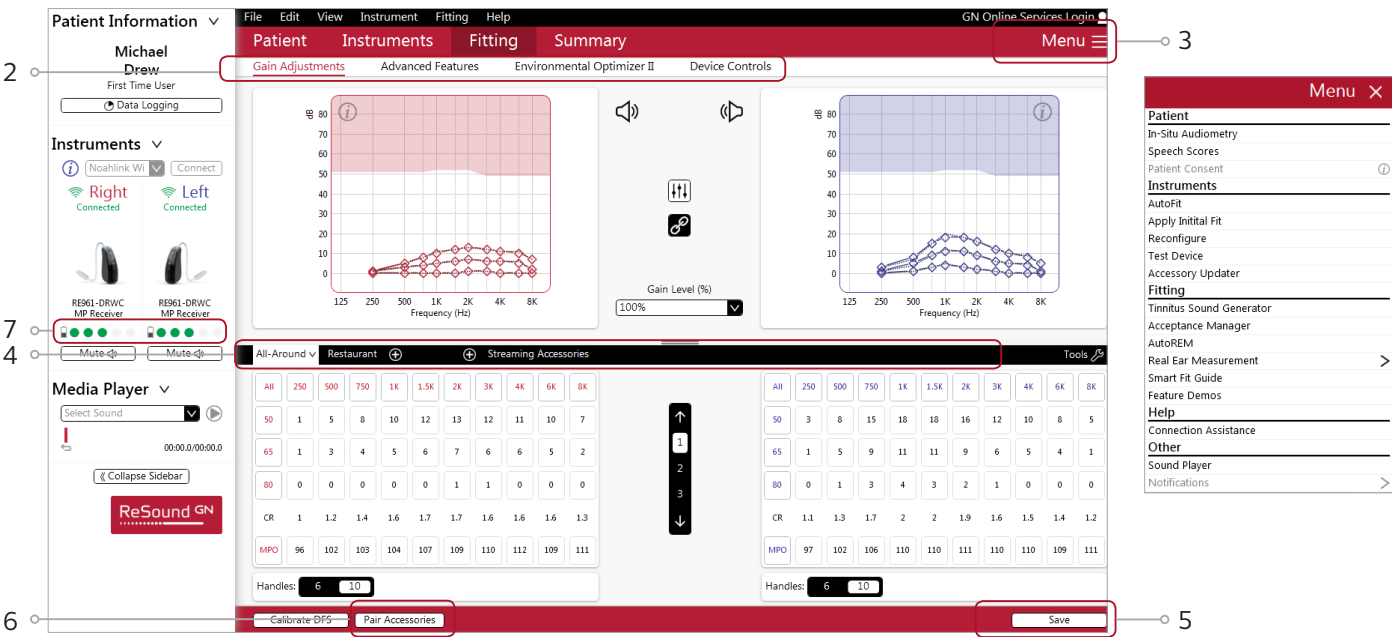 Patient Information
Michael
Drew
First Time User
Data Logging
Instruments
Noahlink Wi
Connect
Right
Left
Connected
Connected
RE961-DRWC
MP Receiver
RE961-DRWC
MP Receiver
Mute
Mute
Media Player
Select Sound
00:00.0/00:00.0
Collapse Sidebar
ReSound GN
2
7
4
6
File Edit View Instrument Fitting Help
GN Online Services Login
Patient Instruments Fitting Summary
Menu
3
Gain Adjustments Advanced Features Environmental Optimizer II Device Controls
dB
80
70
60
50
40
30
20
10
0
125 250 500 1K 2K 4K 8K
Frequency (Hz)
Gain Level (%)
100%
dB
80
70
60
50
40
30
20
10
0
125 250 500 1K 2K 4K 8K
Frequency (Hz)
All-Around Restaurant Streaming Accessories
Tools
All 250 500 750 1K 1.5K 2K 3K 4K 6K 8K
50 1 5 8 10 12 13 12 11 10 7
65 1 3 4 5 6 7 6 6 5 2
80 0 0 0 0 0 1 1 0 0 0
CR 1 1.2 1.4 1.6 1.7 1.7 1.6 1.6 1.6 1.3
MPO 96 102 103 104 107 109 110 112 109 111
Handles: 6 10
1
2
3
All 250 500 750 1K 1.5K 2K 3K 4K 6K 8K
50 3 8 15 18 18 16 12 10 8 5
65 1 5 9 11 11 9 6 5 4 1
80 0 1 3 4 3 2 1 0 0 0
CR 1.1 1.3 1.7 2 2 1.9 1.6 1.5 1.4 1.2
MPO 97 102 106 110 110 111 110 110 109 111
Handles: 6 10
Calibrate DFS
Pair Accessories
Save
5
Menu
Patient
In-Situ Audiometry
Speech Scores
Patient Consent
Instruments
AutoFit
Apply Initital Fit
Reconfigure
Test Device
Accessory Updater
Fitting
Tinnitus Sound Generator
Acceptance Manager
AutoREM
Real Ear Measurement
Smart Fit Guide
Feature Demos
Help
Connection Assistance
Other
Sound Player
Notifications